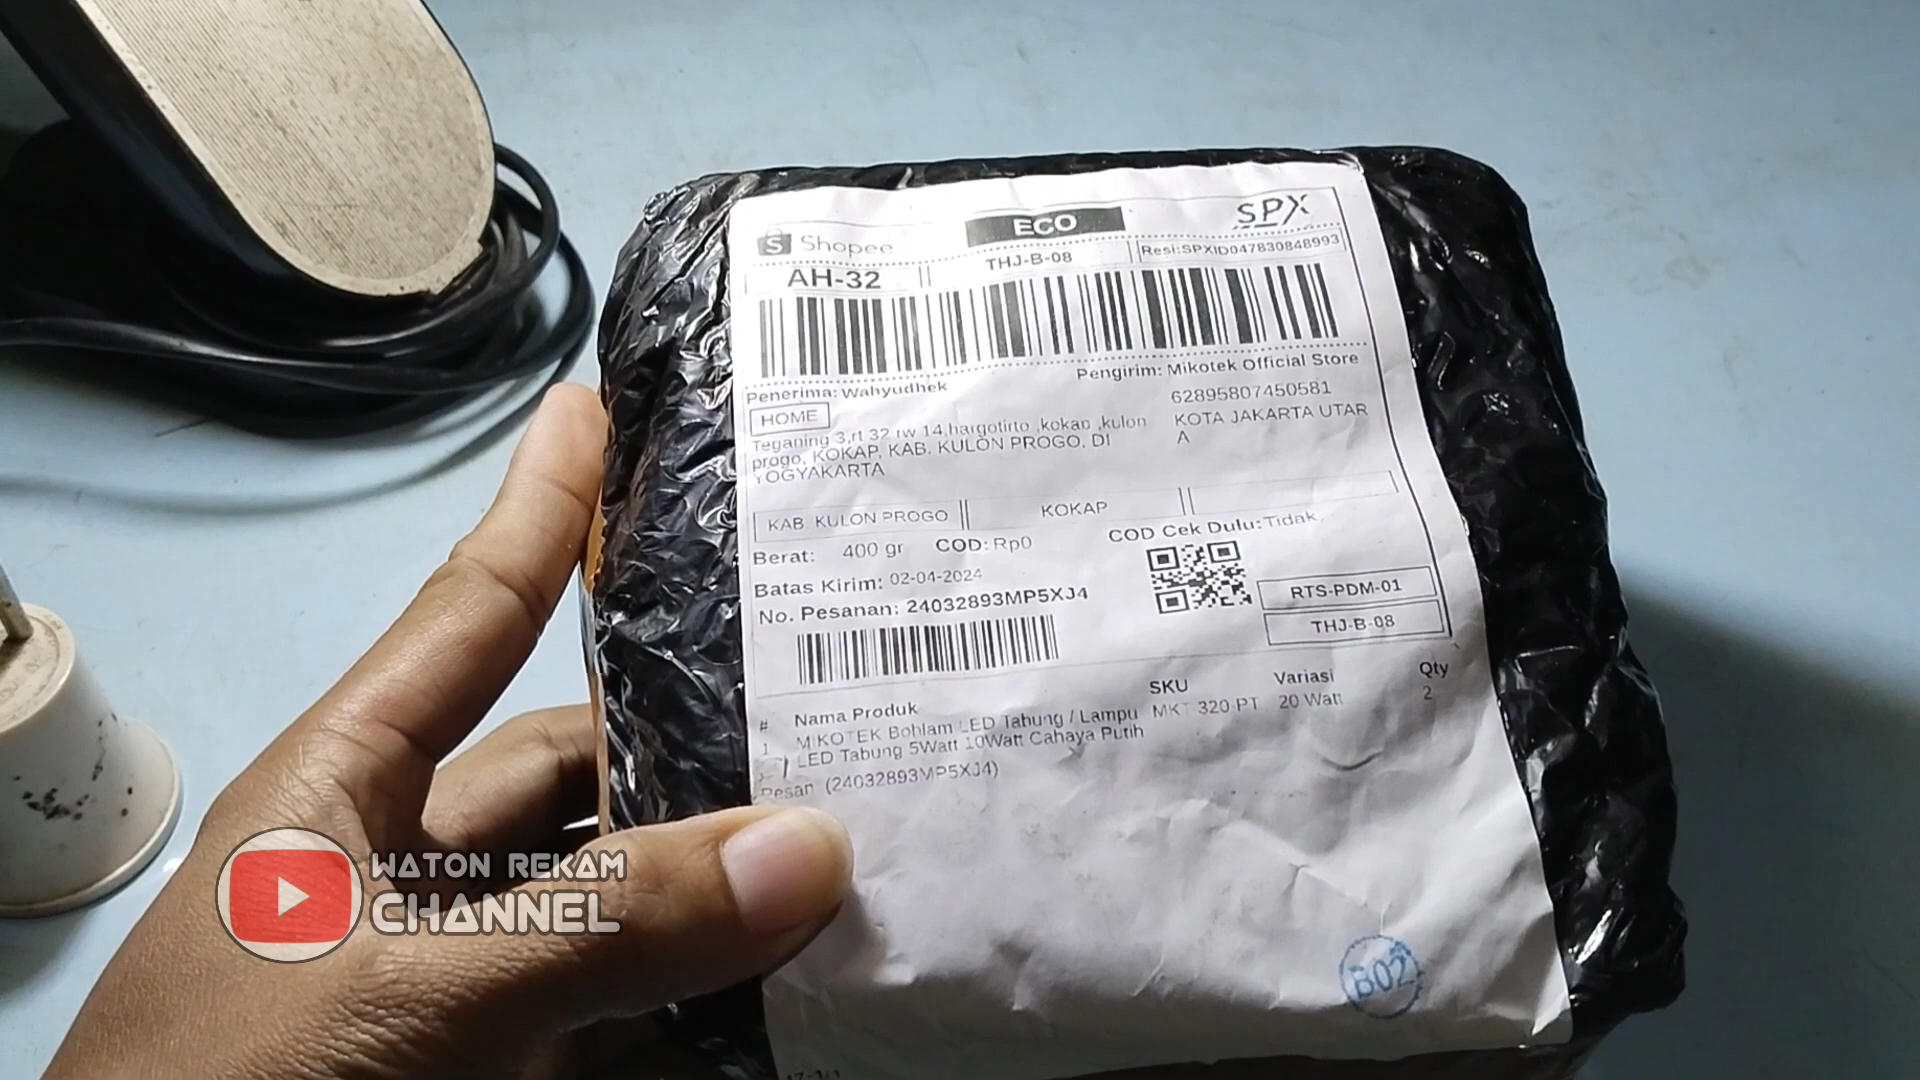 Shopee
ECO
SPX
AH-32
THJ-B-08
Resi:SPXID047830848993
Penerima: Wahyudhek
Pengirim: Mikotek Official Store
HOME
62895807450581
Teganing 3,rt 32 rw 14,hargotirto ,kokap ,kulon
progo, KOKAP, KAB. KULON PROGO, DI
YOGYAKARTA
KOTA JAKARTA UTAR
A
KAB. KULON PROGO
KOKAP
Berat: 400 gr COD: Rp0
COD Cek Dulu: Tidak
Batas Kirim: 02-04-2024
No. Pesanan: 24032893MP5XJ4
RTS-PDM-01
THJ-B-08
# Nama Produk SKU Variasi Qty
1 MIKOTEK Bohlam LED Tabung / Lampu MKT 320 PT 20 Watt 2
LED Tabung 5Watt 10Watt Cahaya Putih
Pesan (24032893MP5XJ4)
B02
WATON REKAM
CHANNEL